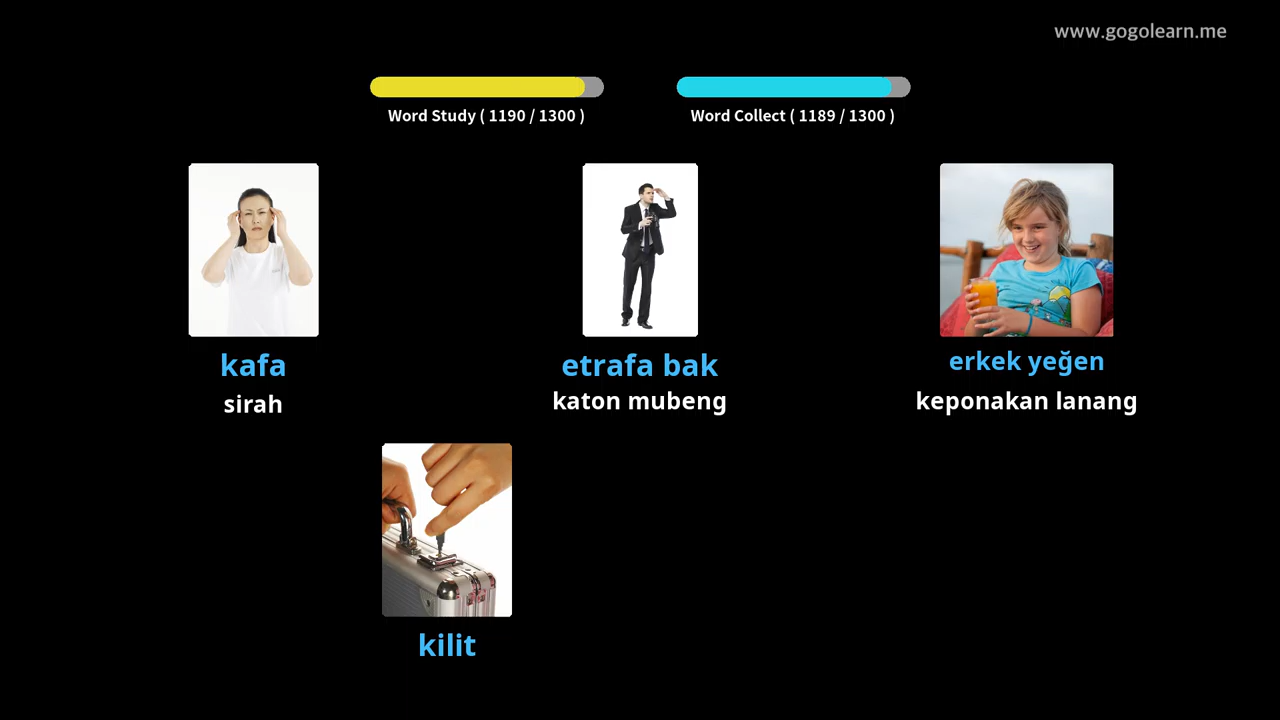 www.gogolearn.me
Word Study ( 1190 / 1300 )
Word Collect ( 1189 / 1300 )
kafa
sirah
etrafa bak
katon mubeng
erkek yeğen
keponakan lanang
kilit